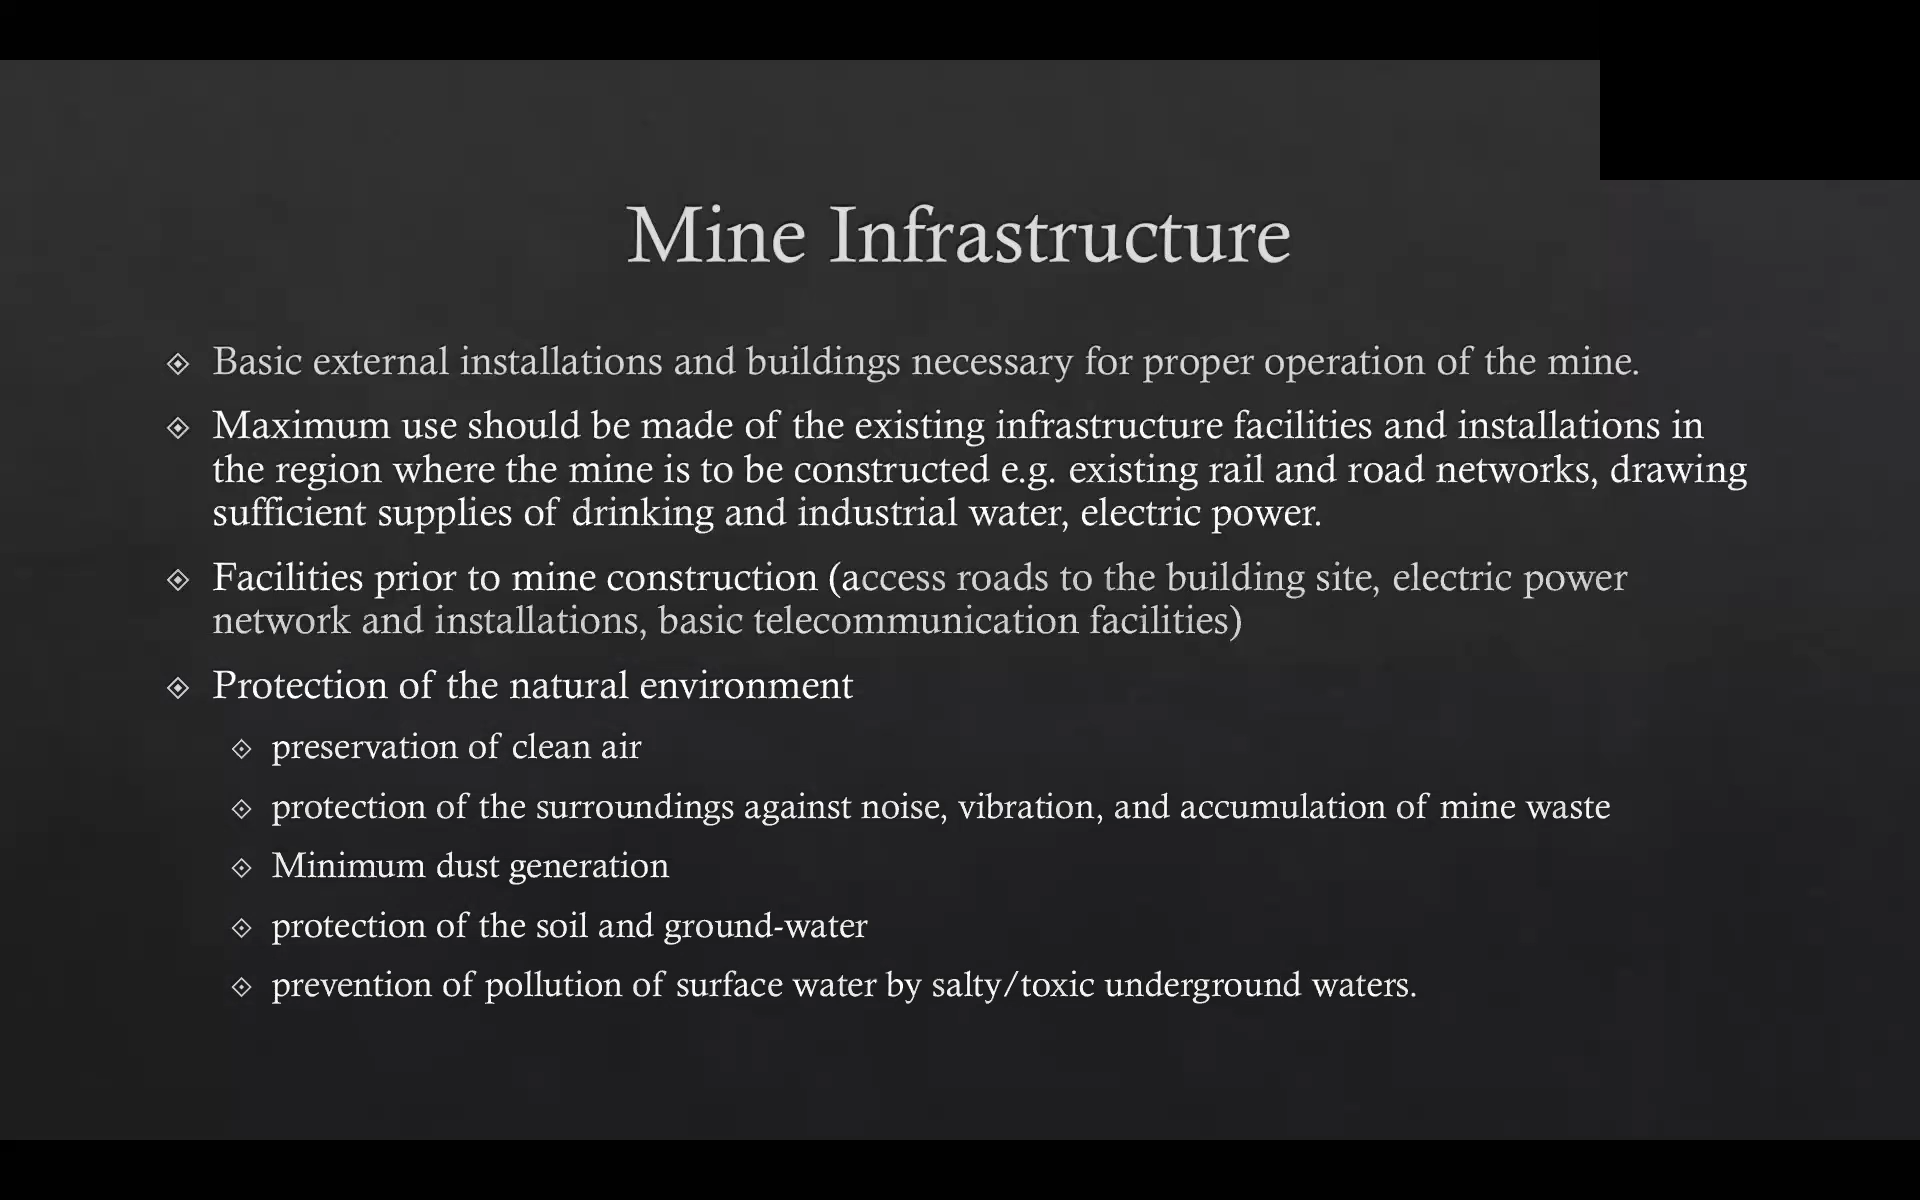 Mine Infrastructure
Basic external installations and buildings necessary for proper operation of the mine.
Maximum use should be made of the existing infrastructure facilities and installations in
the region where the mine is to be constructed e.g. existing rail and road networks, drawing
sufficient supplies of drinking and industrial water, electric power.
Facilities prior to mine construction (access roads to the building site, electric power
network and installations, basic telecommunication facilities)
Protection of the natural environment
preservation of clean air
protection of the surroundings against noise, vibration, and accumulation of mine waste
Minimum dust generation
protection of the soil and ground-water
prevention of pollution of surface water by salty/toxic underground waters.